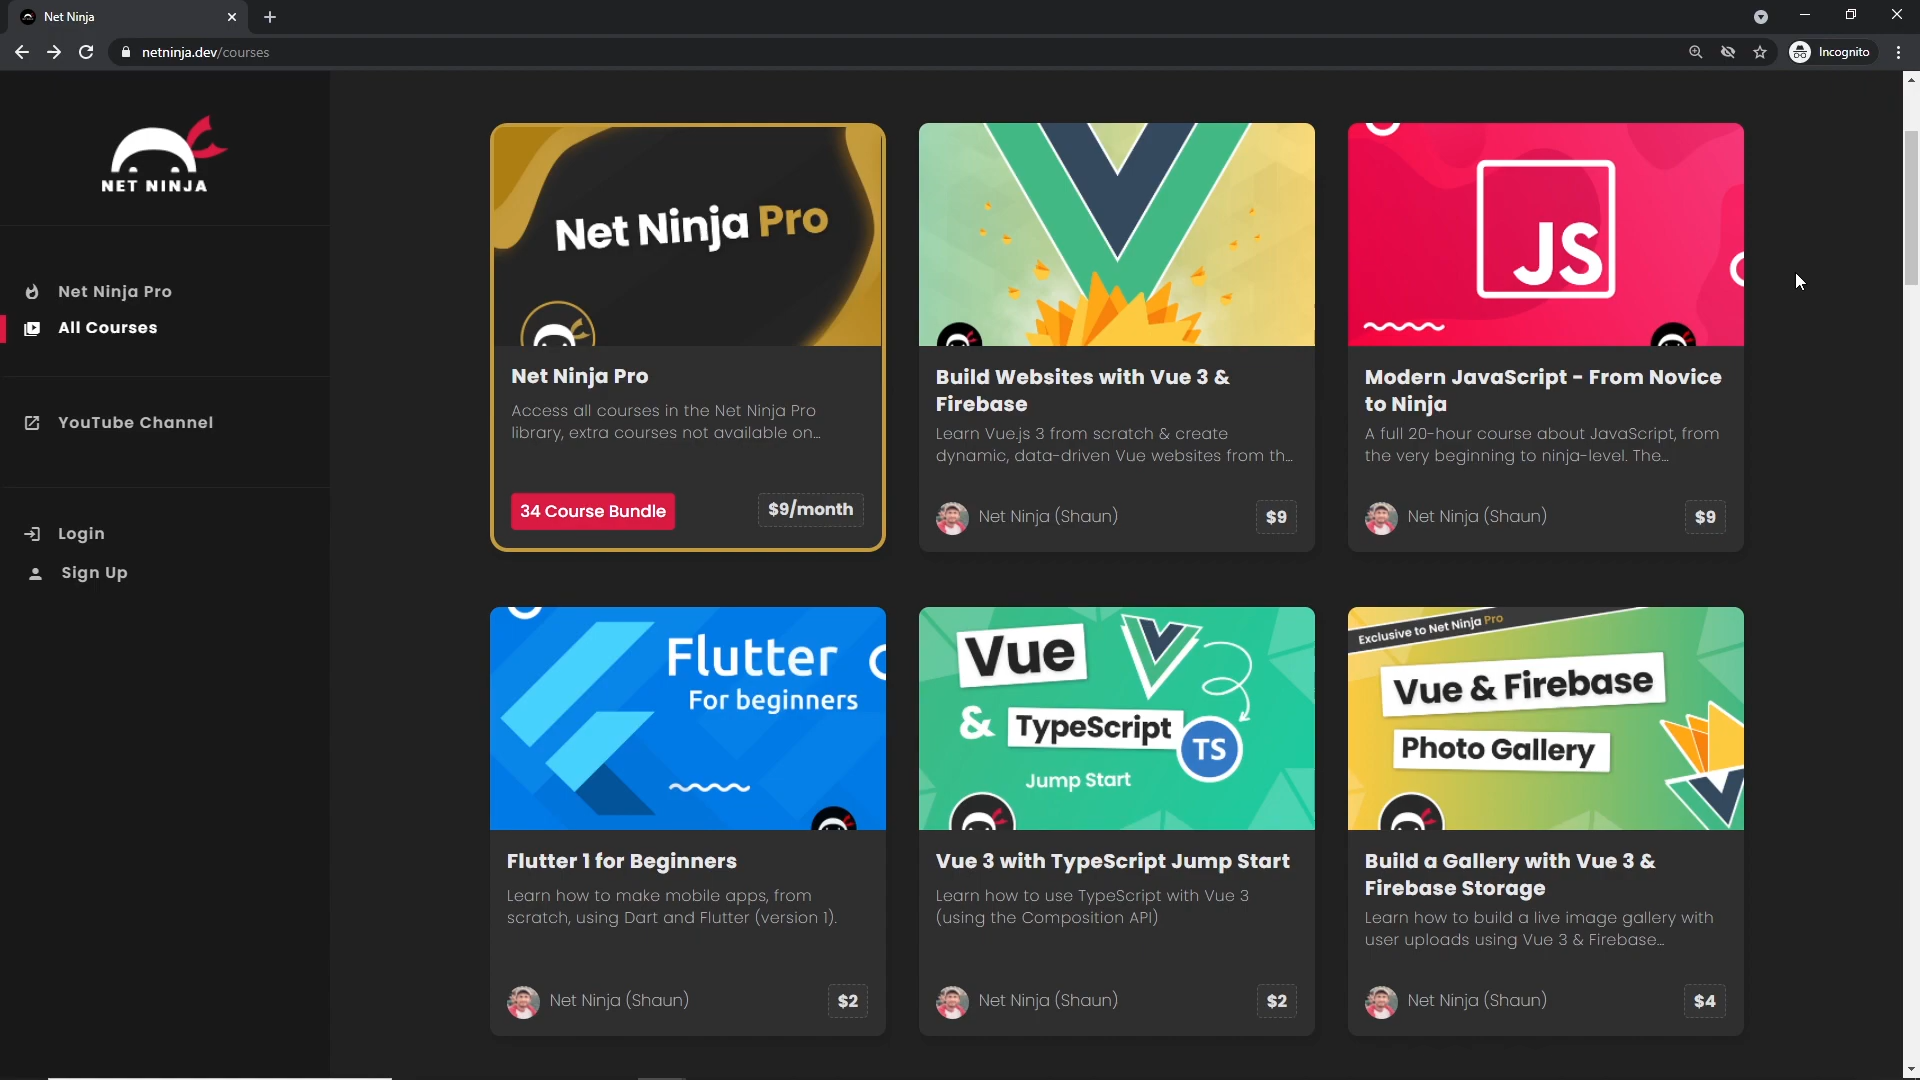 Net Ninja
netninja.dev/courses
Incognito
NET NINJA
Net Ninja Pro
All Courses
YouTube Channel
Login
Sign Up
Net Ninja Pro
Net Ninja Pro
Access all courses in the Net Ninja Pro
library, extra courses not available on...
34 Course Bundle
$9/month
Build Websites with Vue 3 &
Firebase
Learn Vue.js 3 from scratch & create
dynamic, data-driven Vue websites from th...
Net Ninja (Shaun)
$9
JS
Modern JavaScript - From Novice
to Ninja
A full 20-hour course about JavaScript, from
the very beginning to ninja-level. The...
Net Ninja (Shaun)
$9
Flutter
For beginners
Flutter 1 for Beginners
Learn how to make mobile apps, from
scratch, using Dart and Flutter (version 1).
Net Ninja (Shaun)
$2
Vue
& TypeScript
TS
Jump Start
Vue 3 with TypeScript Jump Start
Learn how to use TypeScript with Vue 3
(using the Composition API)
Net Ninja (Shaun)
$2
Exclusive to Net Ninja Pro
Vue & Firebase
Photo Gallery
Build a Gallery with Vue 3 &
Firebase Storage
Learn how to build a live image gallery with
user uploads using Vue 3 & Firebase...
Net Ninja (Shaun)
$4